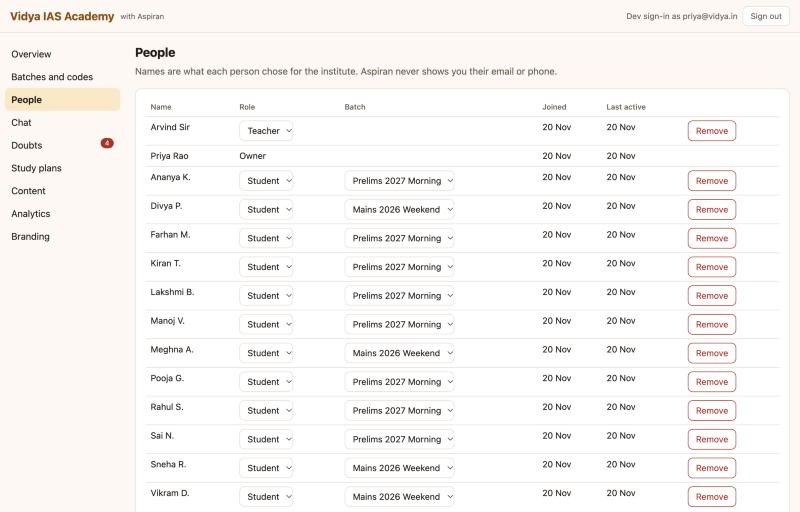 Vidya IAS Academy with Aspiran
Dev sign-in as priya@vidya.in Sign out
Overview
Batches and codes
People
Chat
Doubts 4
Study plans
Content
Analytics
Branding
People
Names are what each person chose for the institute. Aspiran never shows you their email or phone.
Name Role Batch Joined Last active
Arvind Sir Teacher 20 Nov 20 Nov Remove
Priya Rao Owner 20 Nov 20 Nov
Ananya K. Student Prelims 2027 Morning 20 Nov 20 Nov Remove
Divya P. Student Mains 2026 Weekend 20 Nov 20 Nov Remove
Farhan M. Student Prelims 2027 Morning 20 Nov 20 Nov Remove
Kiran T. Student Prelims 2027 Morning 20 Nov 20 Nov Remove
Lakshmi B. Student Prelims 2027 Morning 20 Nov 20 Nov Remove
Manoj V. Student Prelims 2027 Morning 20 Nov 20 Nov Remove
Meghna A. Student Mains 2026 Weekend 20 Nov 20 Nov Remove
Pooja G. Student Prelims 2027 Morning 20 Nov 20 Nov Remove
Rahul S. Student Prelims 2027 Morning 20 Nov 20 Nov Remove
Sai N. Student Prelims 2027 Morning 20 Nov 20 Nov Remove
Sneha R. Student Mains 2026 Weekend 20 Nov 20 Nov Remove
Vikram D. Student Mains 2026 Weekend 20 Nov 20 Nov Remove